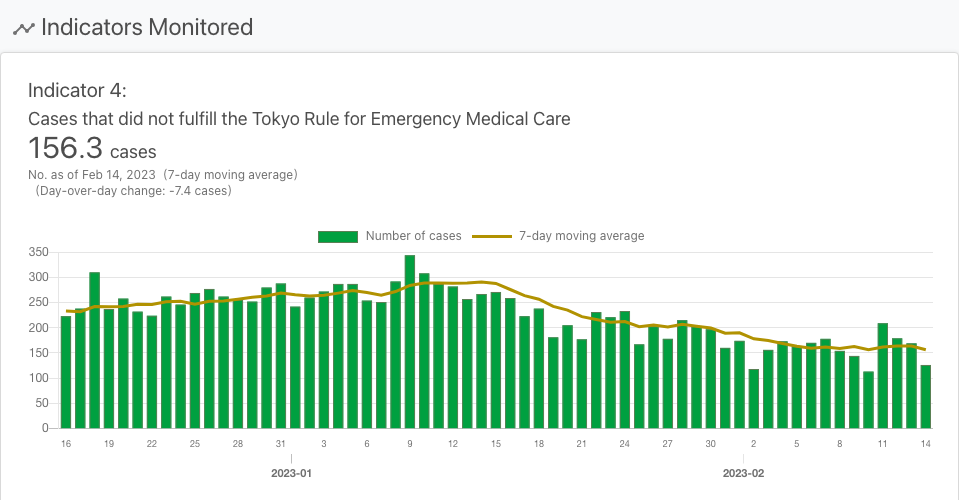 Indicators Monitored
Indicator 4:
Cases that did not fulfill the Tokyo Rule for Emergency Medical Care
156.3 cases
No. as of Feb 14, 2023 (7-day moving average)
(Day-over-day change: -7.4 cases)
Number of cases 7-day moving average
350
300
250
200
150
100
50
0
16 19 22 25 28 31 3 6 9 12 15 18 21 24 27 30 2 5 8 11 14
2023-01 2023-02